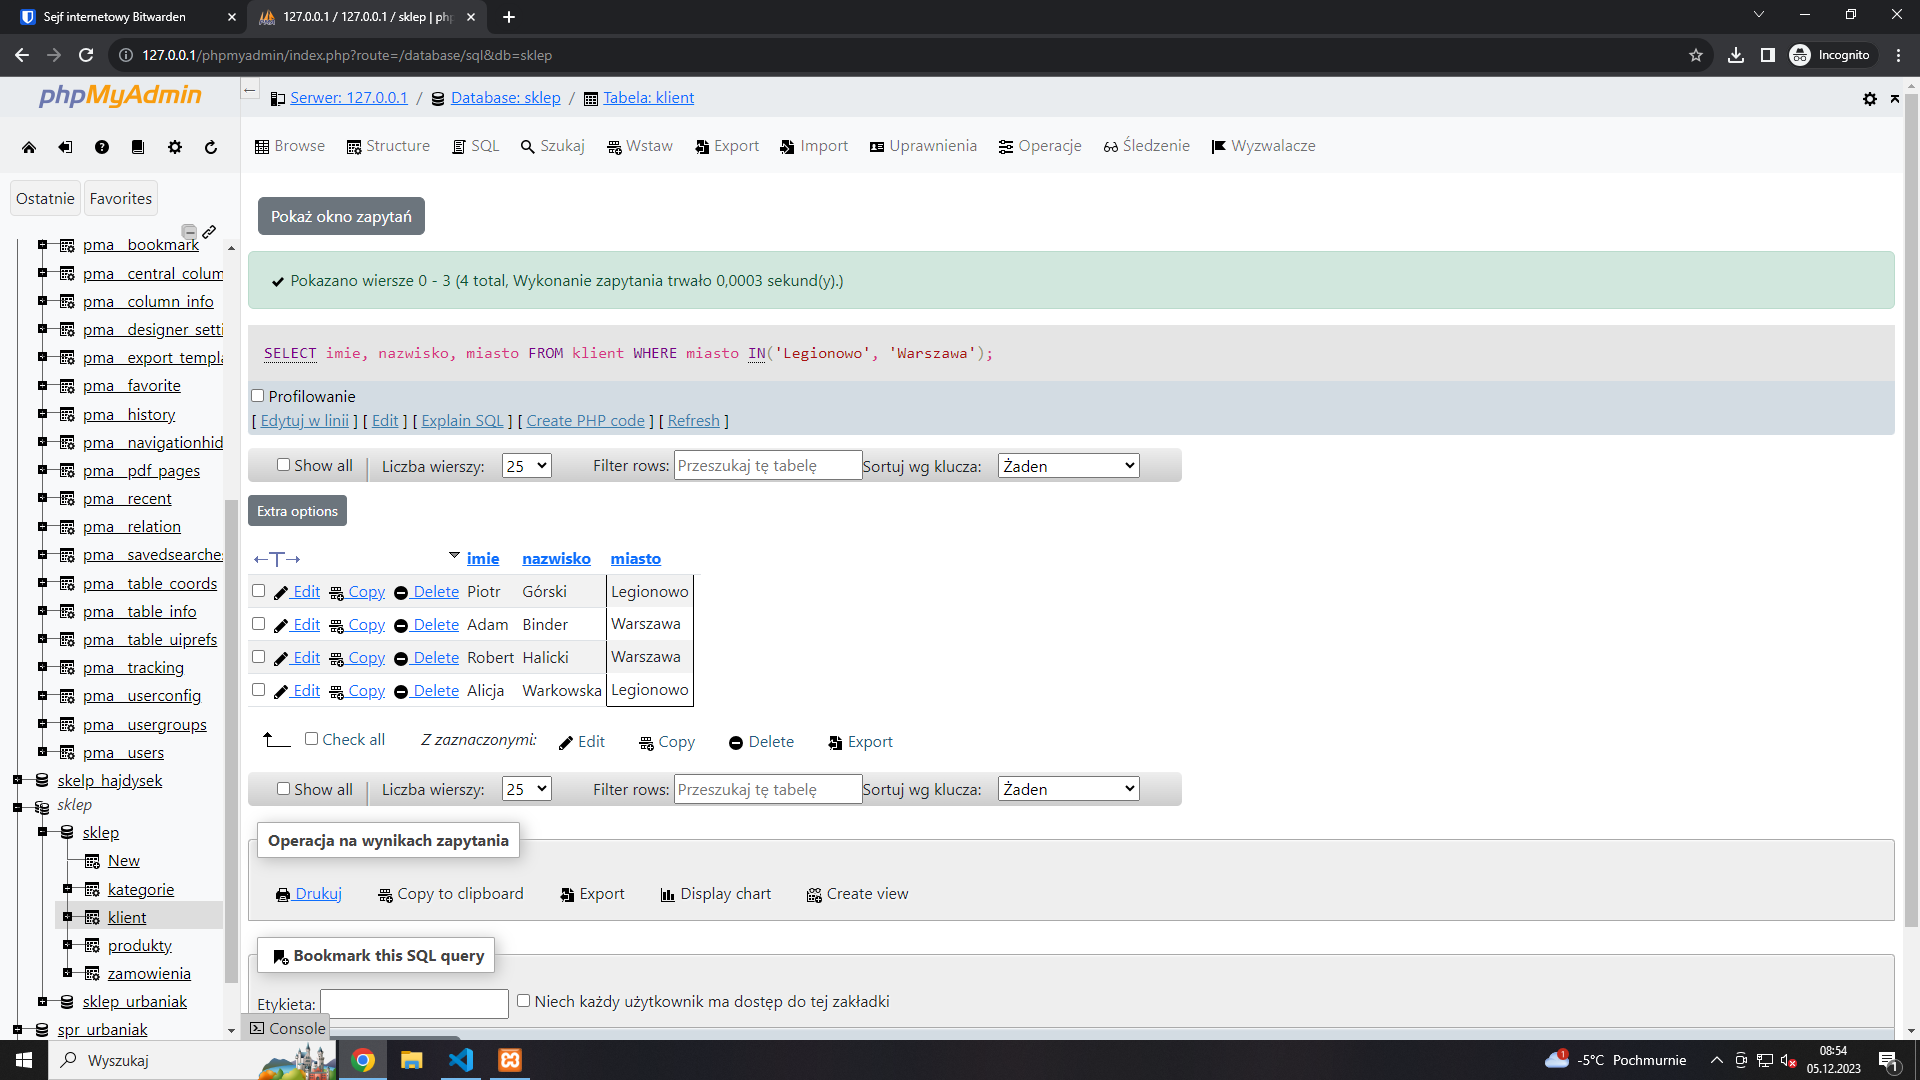 Sejf internetowy Bitwarden
127.0.0.1 / 127.0.0.1 / sklep | php
127.0.0.1/phpmyadmin/index.php?route=/database/sql&db=sklep
Incognito
phpMyAdmin
Serwer: 127.0.0.1 / Database: sklep / Tabela: klient
Browse Structure SQL Szukaj Wstaw Export Import Uprawnienia Operacje Śledzenie Wyzwalacze
Ostatnie Favorites
pma__bookmark
pma__central_colum
pma__column_info
pma__designer_setti
pma__export_templa
pma__favorite
pma__history
pma__navigationhid
pma__pdf_pages
pma__recent
pma__relation
pma__savedsearches
pma__table_coords
pma__table_info
pma__table_uiprefs
pma__tracking
pma__userconfig
pma__usergroups
pma__users
skelp_hajdysek
sklep
sklep
New
kategorie
klient
produkty
zamowienia
sklep_urbaniak
spr_urbaniak
Pokaż okno zapytań
Pokazano wiersze 0 - 3 (4 total, Wykonanie zapytania trwało 0,0003 sekund(y).)
SELECT imie, nazwisko, miasto FROM klient WHERE miasto IN('Legionowo', 'Warszawa');
Profilowanie
[ Edytuj w linii ] [ Edit ] [ Explain SQL ] [ Create PHP code ] [ Refresh ]
Show all Liczba wierszy: 25 Filter rows: Przeszukaj tę tabelę Sortuj wg klucza: Żaden
Extra options
←T→ imie nazwisko miasto
Edit Copy Delete Piotr Górski Legionowo
Edit Copy Delete Adam Binder Warszawa
Edit Copy Delete Robert Halicki Warszawa
Edit Copy Delete Alicja Warkowska Legionowo
Check all Z zaznaczonymi: Edit Copy Delete Export
Show all Liczba wierszy: 25 Filter rows: Przeszukaj tę tabelę Sortuj wg klucza: Żaden
Operacja na wynikach zapytania
Drukuj Copy to clipboard Export Display chart Create view
Bookmark this SQL query
Etykieta: Niech każdy użytkownik ma dostęp do tej zakładki
Console
Wyszukaj
1
-5°C Pochmurnie
08:54
05.12.2023
1